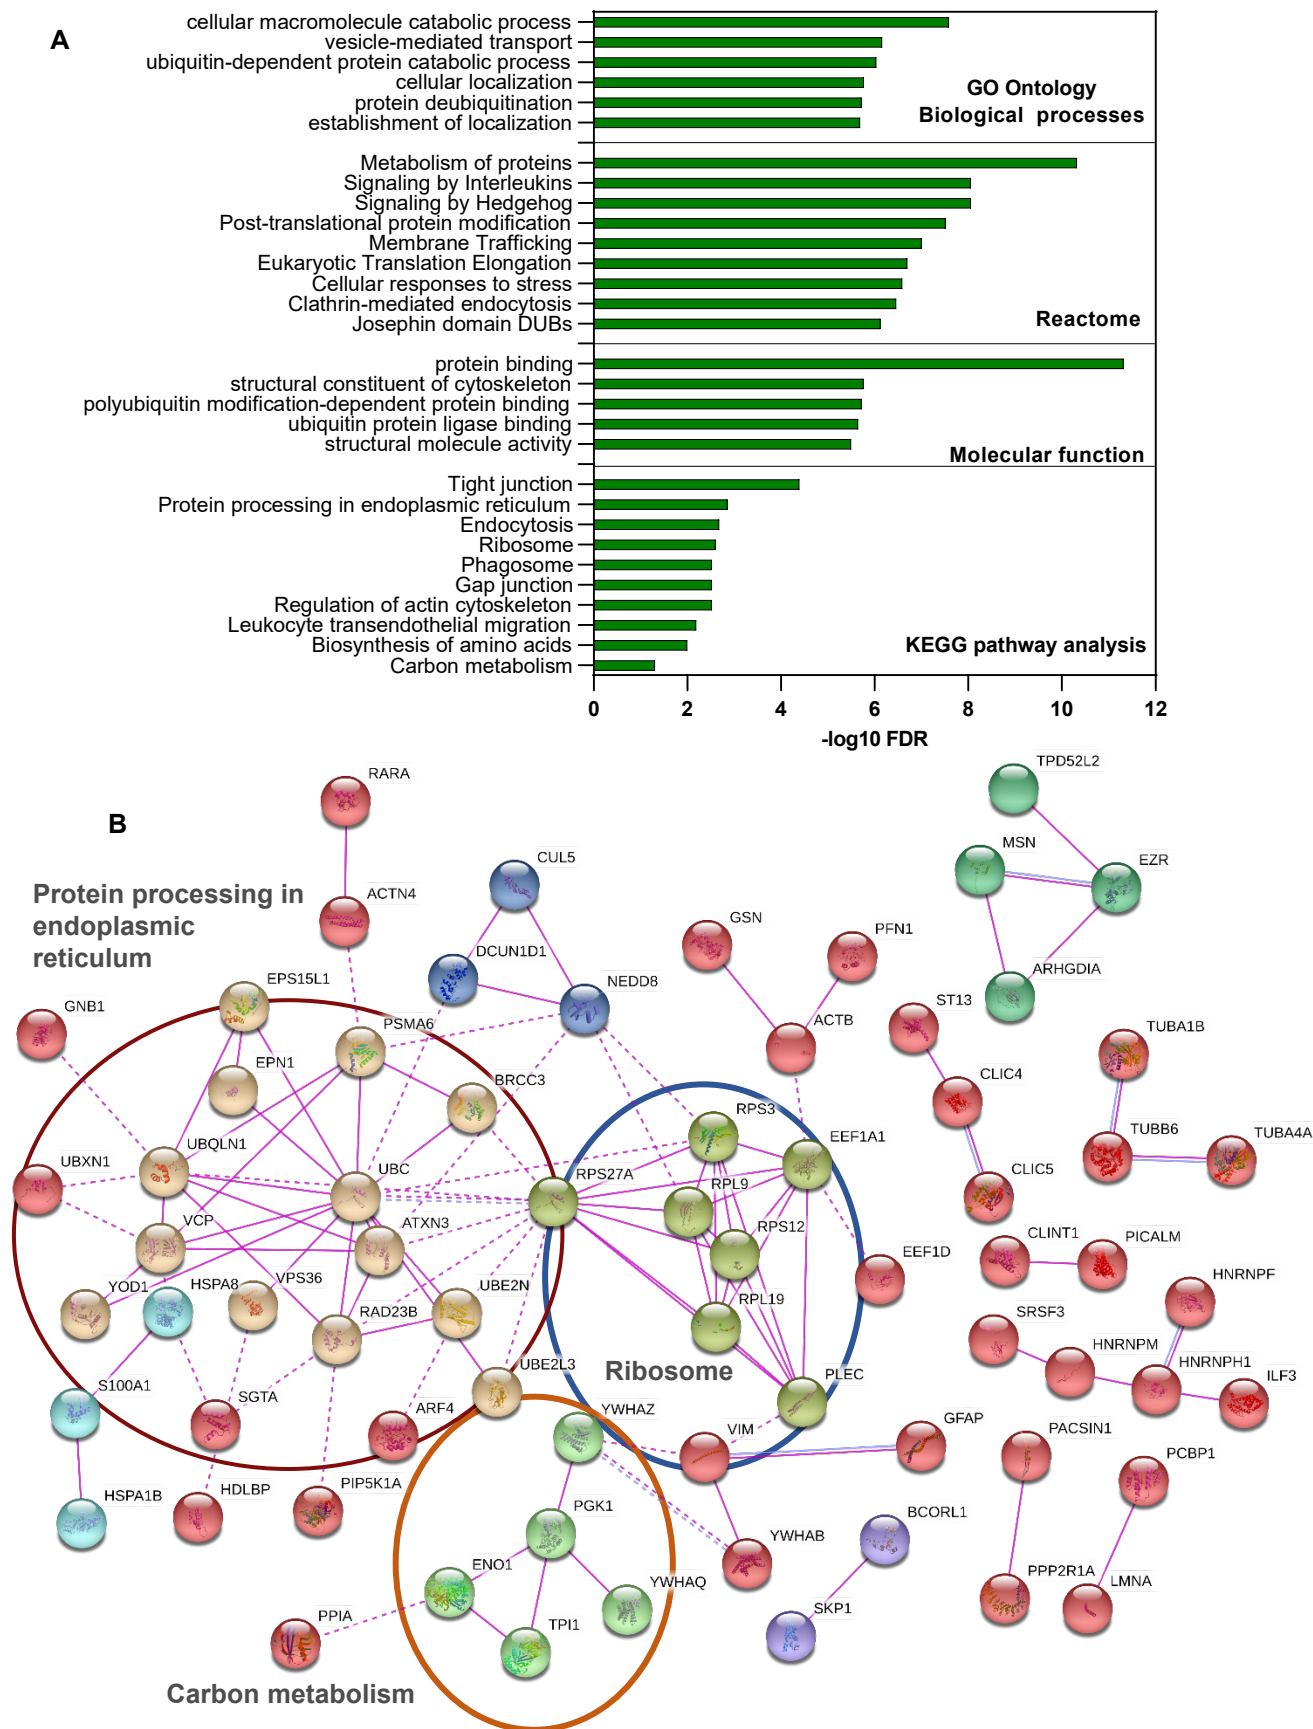 A
cellular macromolecule catabolic process
vesicle-mediated transport
ubiquitin-dependent protein catabolic process
cellular localization
protein deubiquitination
establishment of localization
GO Ontology
Biological processes
Metabolism of proteins
Signaling by Interleukins
Signaling by Hedgehog
Post-translational protein modification
Membrane Trafficking
Eukaryotic Translation Elongation
Cellular responses to stress
Clathrin-mediated endocytosis
Josephin domain DUBs
Reactome
protein binding
structural constituent of cytoskeleton
polyubiquitin modification-dependent protein binding
ubiquitin protein ligase binding
structural molecule activity
Molecular function
Tight junction
Protein processing in endoplasmic reticulum
Endocytosis
Ribosome
Phagosome
Gap junction
Regulation of actin cytoskeleton
Leukocyte transendothelial migration
Biosynthesis of amino acids
Carbon metabolism
KEGG pathway analysis
0 2 4 6 8 10 12
-log10 FDR
B
Protein processing in
endoplasmic
reticulum
RARA
ACTN4
CUL5
DCUN1D1
NEDD8
TPD52L2
MSN
EZR
ARHGDIA
GSN
PFN1
ACTB
ST13
CLIC4
CLIC5
TUBA1B
TUBB6
TUBA4A
GNB1
EPS15L1
PSMA6
EPN1
BRCC3
UBXN1
UBQLN1
UBC
RPS27A
RPS3
EEF1A1
RPL9
RPS12
RPL19
EEF1D
VCP
ATXN3
YOD1
HSPA8
VPS36
RAD23B
UBE2N
UBE2L3
Ribosome
PLEC
CLINT1
PICALM
HNRNPF
SRSF3
HNRNPM
HNRNPH1
ILF3
S100A1
SGTA
ARF4
YWHAZ
VIM
GFAP
PACSIN1
PCBP1
HSPA1B
HDLBP
PIP5K1A
PGK1
YWHAB
BCORL1
ENO1
YWHAQ
PPP2R1A
LMNA
PPIA
TPI1
SKP1
Carbon metabolism